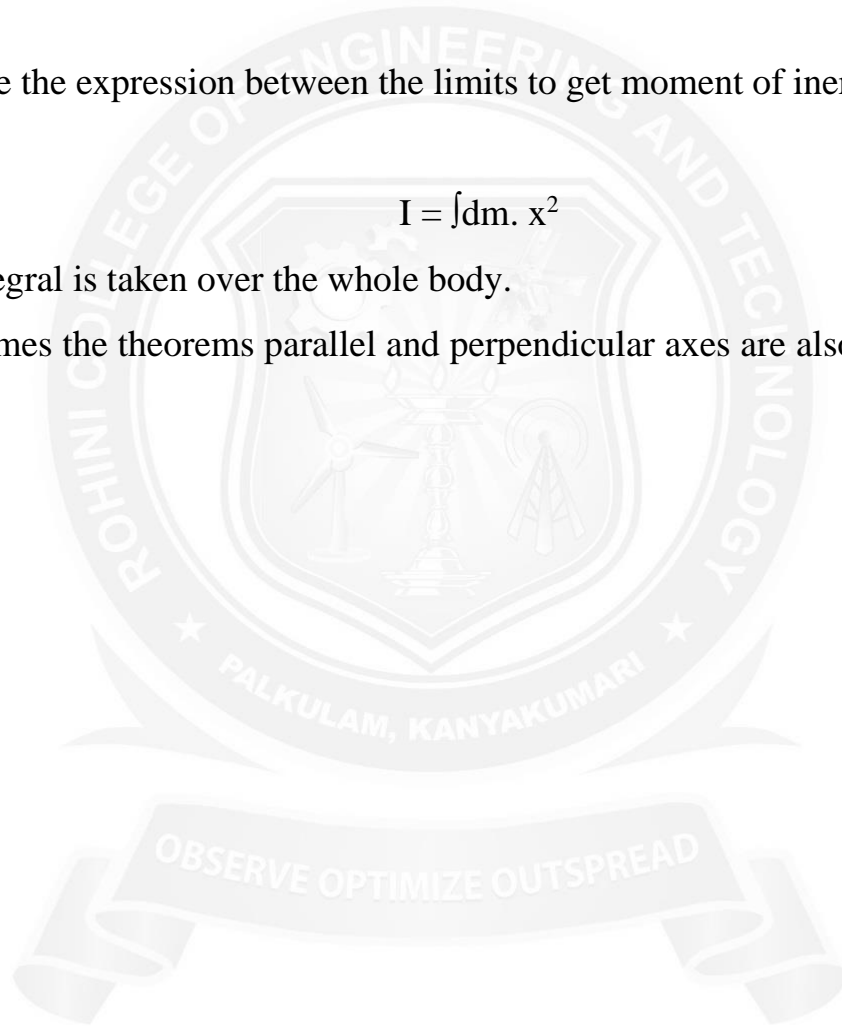 e the expression between the limits to get moment of iner
I = ∫dm. x²
egral is taken over the whole body.
mes the theorems parallel and perpendicular axes are also
ROHINI COLLEGE OF ENGINEERING AND TECHNOLOGY
PALKULAM, KANYAKUMARI
OBSERVE OPTIMIZE OUTSPREAD